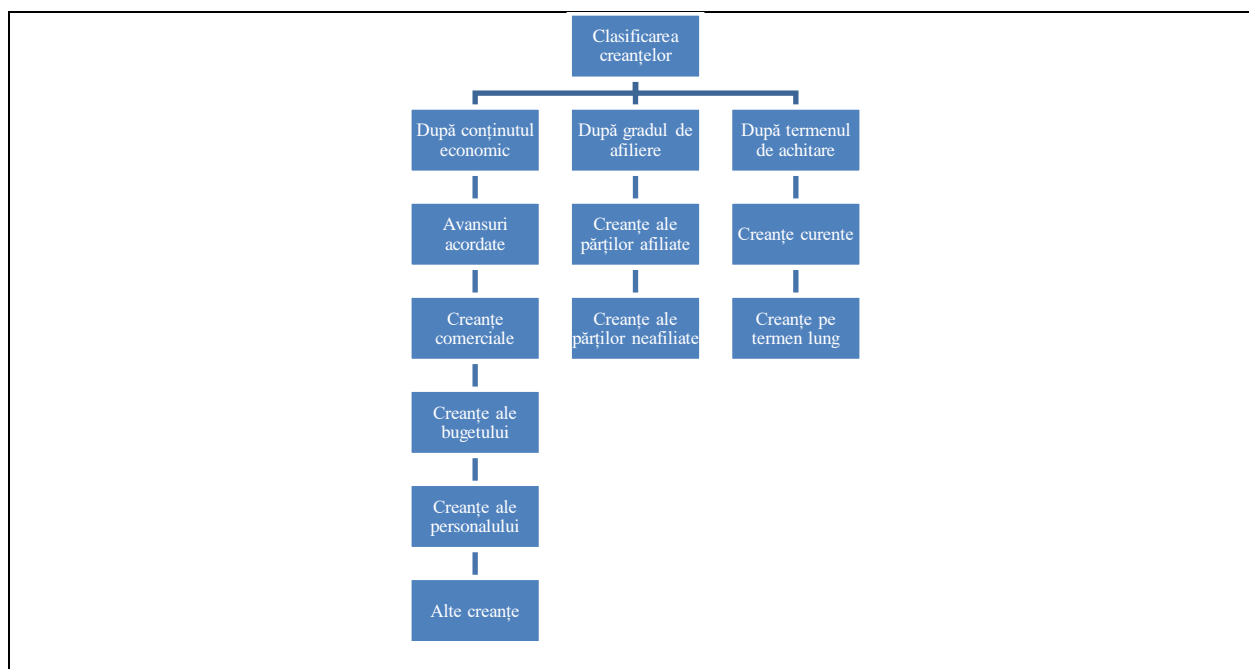 Clasificarea
creanțelor
După conținutul
economic
Avansuri
acordate
Creanțe
comerciale
Creanțe ale
bugetului
Creanțe ale
personalului
Alte creanțe
După gradul de
afiliere
Creanțe ale
părților afiliate
Creanțe ale
părților neafiliate
După termenul
de achitare
Creanțe curente
Creanțe pe
termen lung